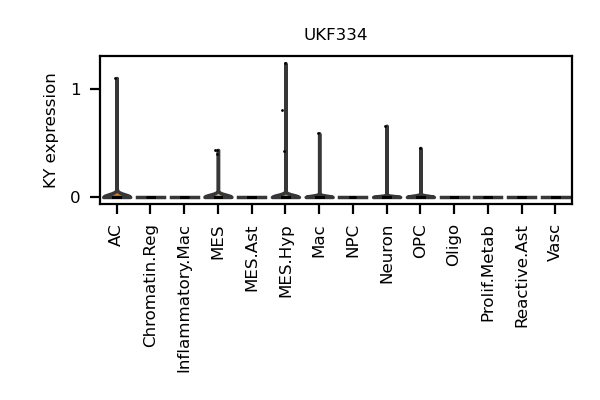 UKF334
KY expression
1
0
AC
Chromatin.Reg
Inflammatory.Mac
MES
MES.Ast
MES.Hyp
Mac
NPC
Neuron
OPC
Oligo
Prolif.Metab
Reactive.Ast
Vasc